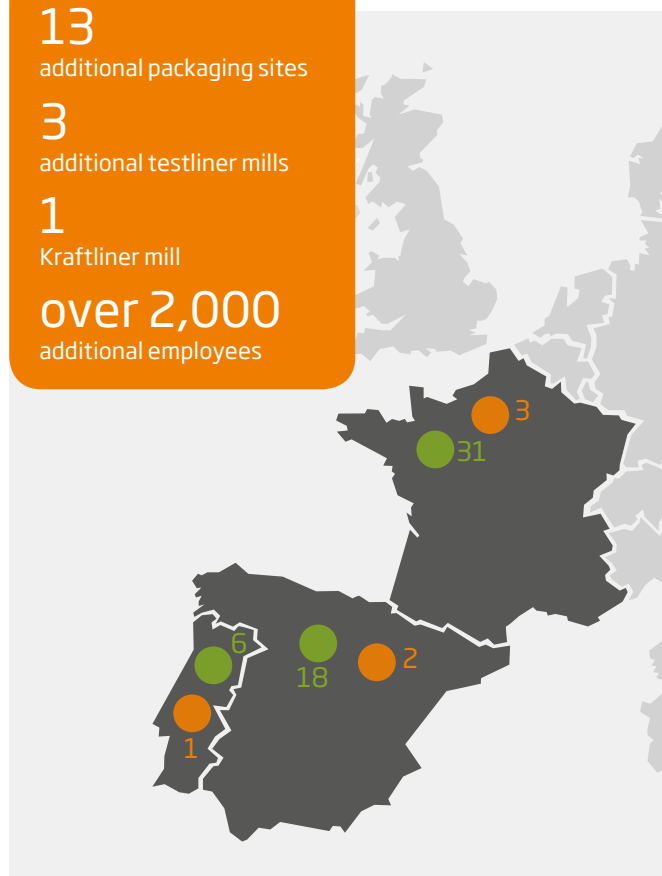 13
additional packaging sites
3
additional testliner mills
1
Kraftliner mill
over 2,000
additional employees
3
31
6
18
2
1